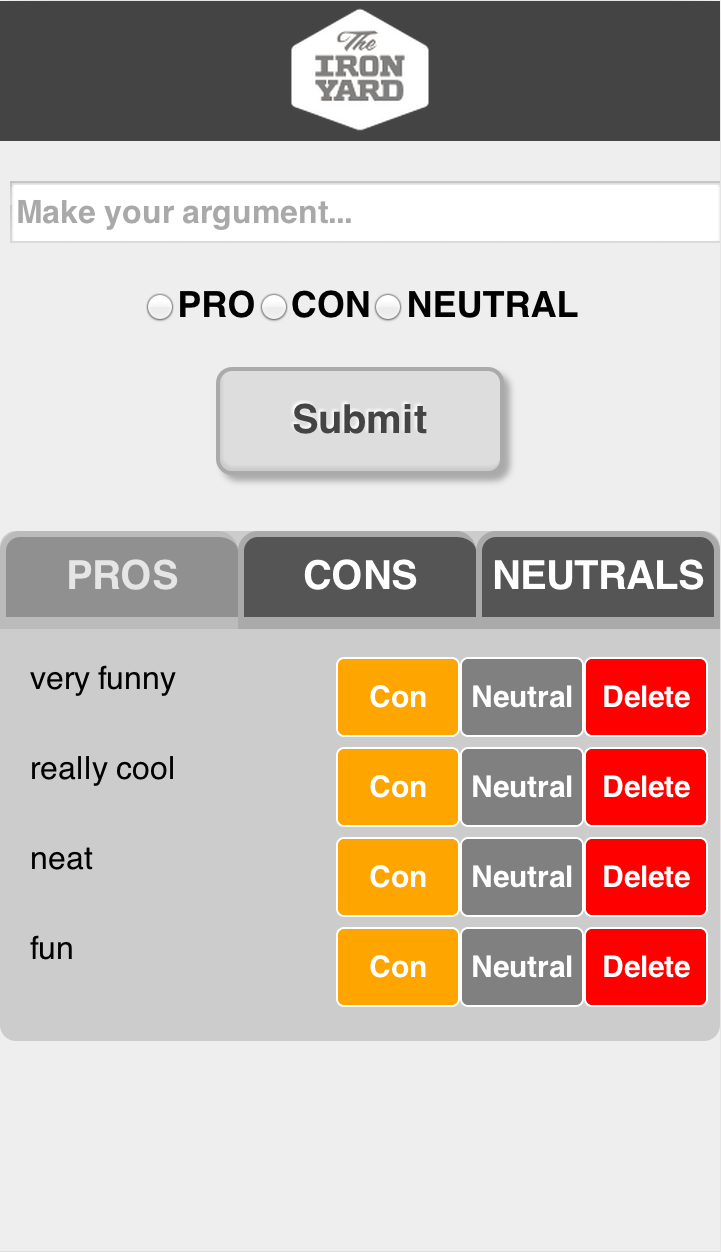 The
IRON
YARD
Make your argument...
PRO CON NEUTRAL
Submit
PROS CONS NEUTRALS
very funny Con Neutral Delete
really cool Con Neutral Delete
neat Con Neutral Delete
fun Con Neutral Delete